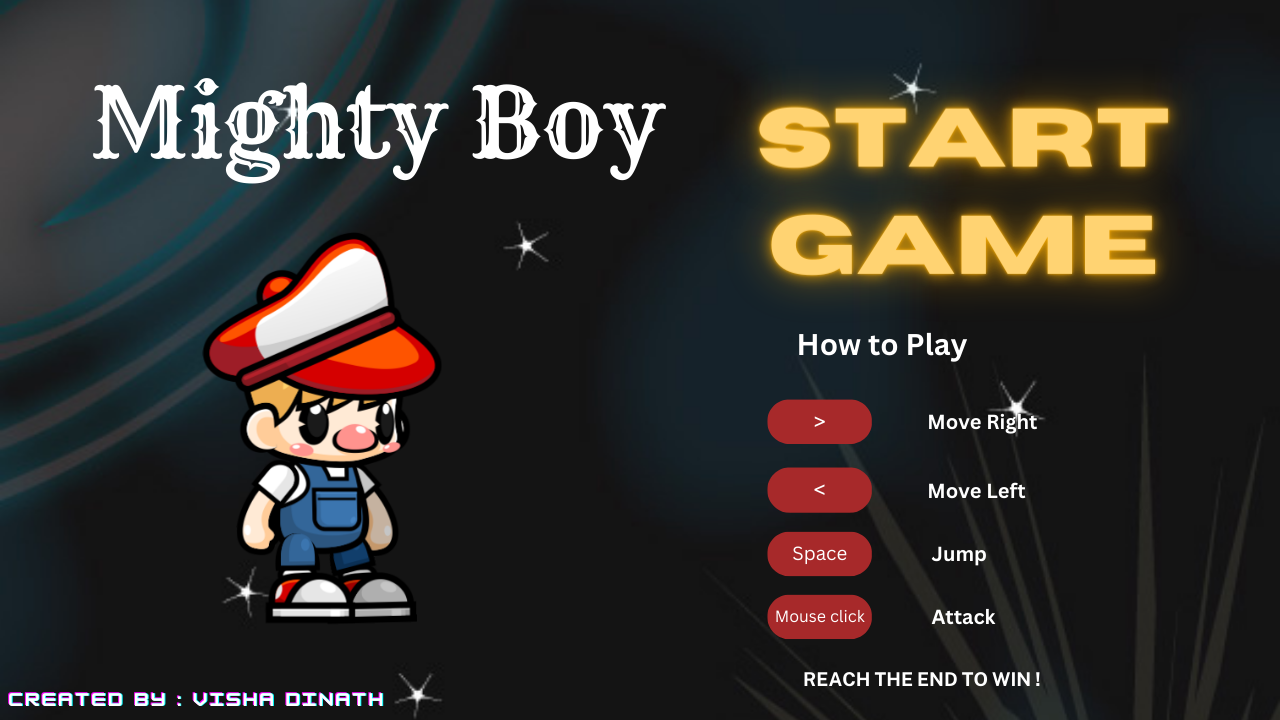 Mighty Boy
START
GAME
How to Play
> Move Right
< Move Left
Space Jump
Mouse click Attack
REACH THE END TO WIN !
CREATED BY : VISHA DINATH